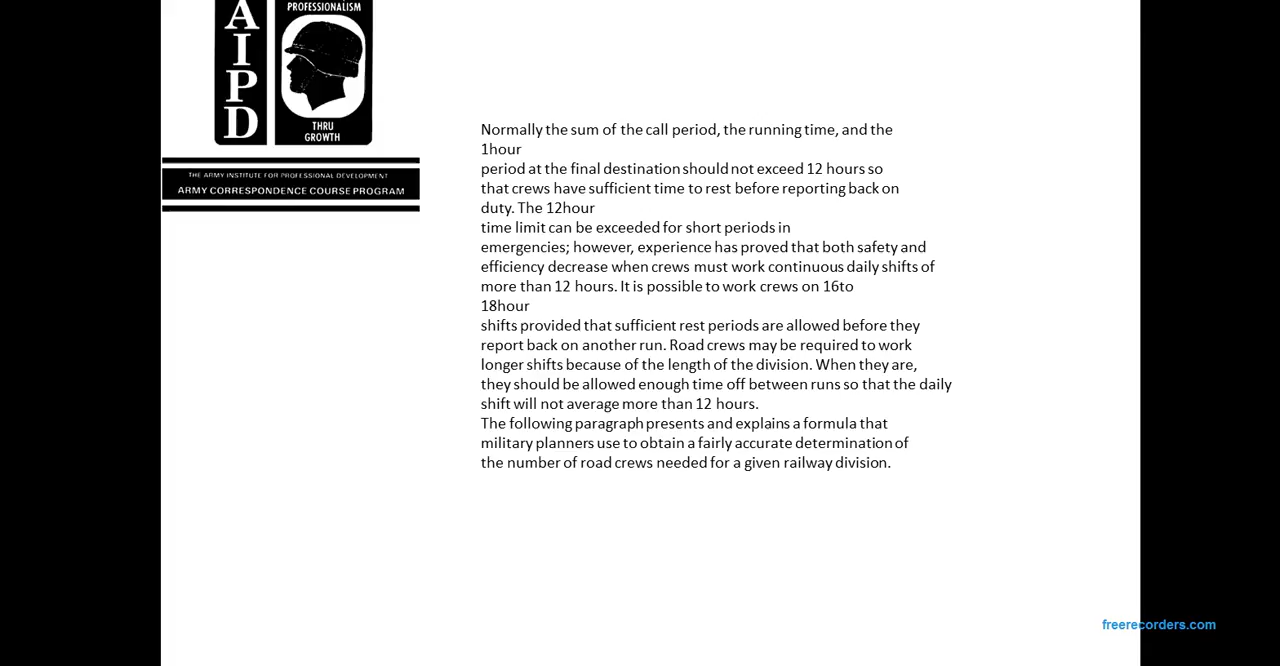 A
I
P
D
PROFESSIONALISM
THRU
GROWTH
THE ARMY INSTITUTE FOR PROFESSIONAL DEVELOPMENT
ARMY CORRESPONDENCE COURSE PROGRAM
Normally the sum of the call period, the running time, and the
1hour
period at the final destination should not exceed 12 hours so
that crews have sufficient time to rest before reporting back on
duty. The 12hour
time limit can be exceeded for short periods in
emergencies; however, experience has proved that both safety and
efficiency decrease when crews must work continuous daily shifts of
more than 12 hours. It is possible to work crews on 16to
18hour
shifts provided that sufficient rest periods are allowed before they
report back on another run. Road crews may be required to work
longer shifts because of the length of the division. When they are,
they should be allowed enough time off between runs so that the daily
shift will not average more than 12 hours.
The following paragraph presents and explains a formula that
military planners use to obtain a fairly accurate determination of
the number of road crews needed for a given railway division.
freerecorders.com